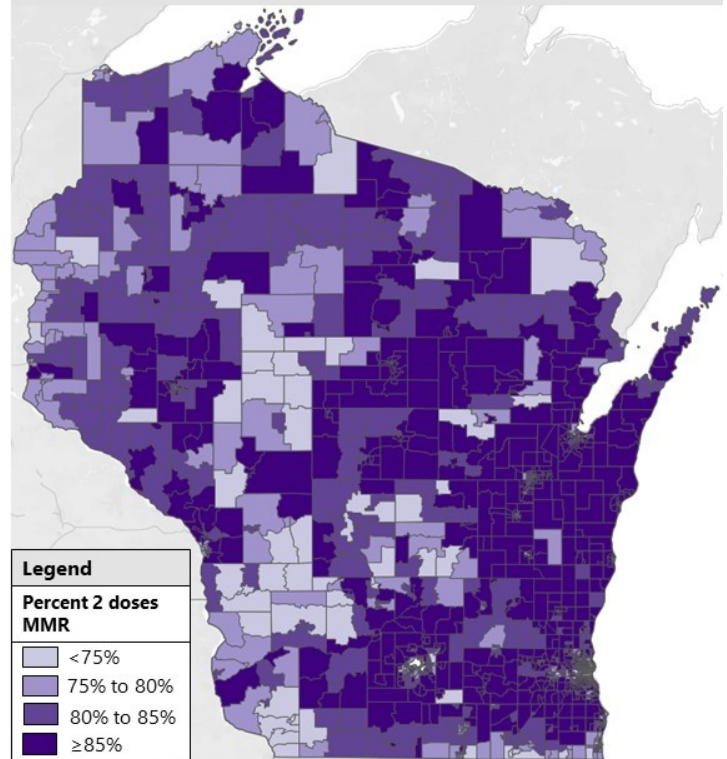 Legend
Percent 2 doses
MMR
<75%
75% to 80%
80% to 85%
≥85%